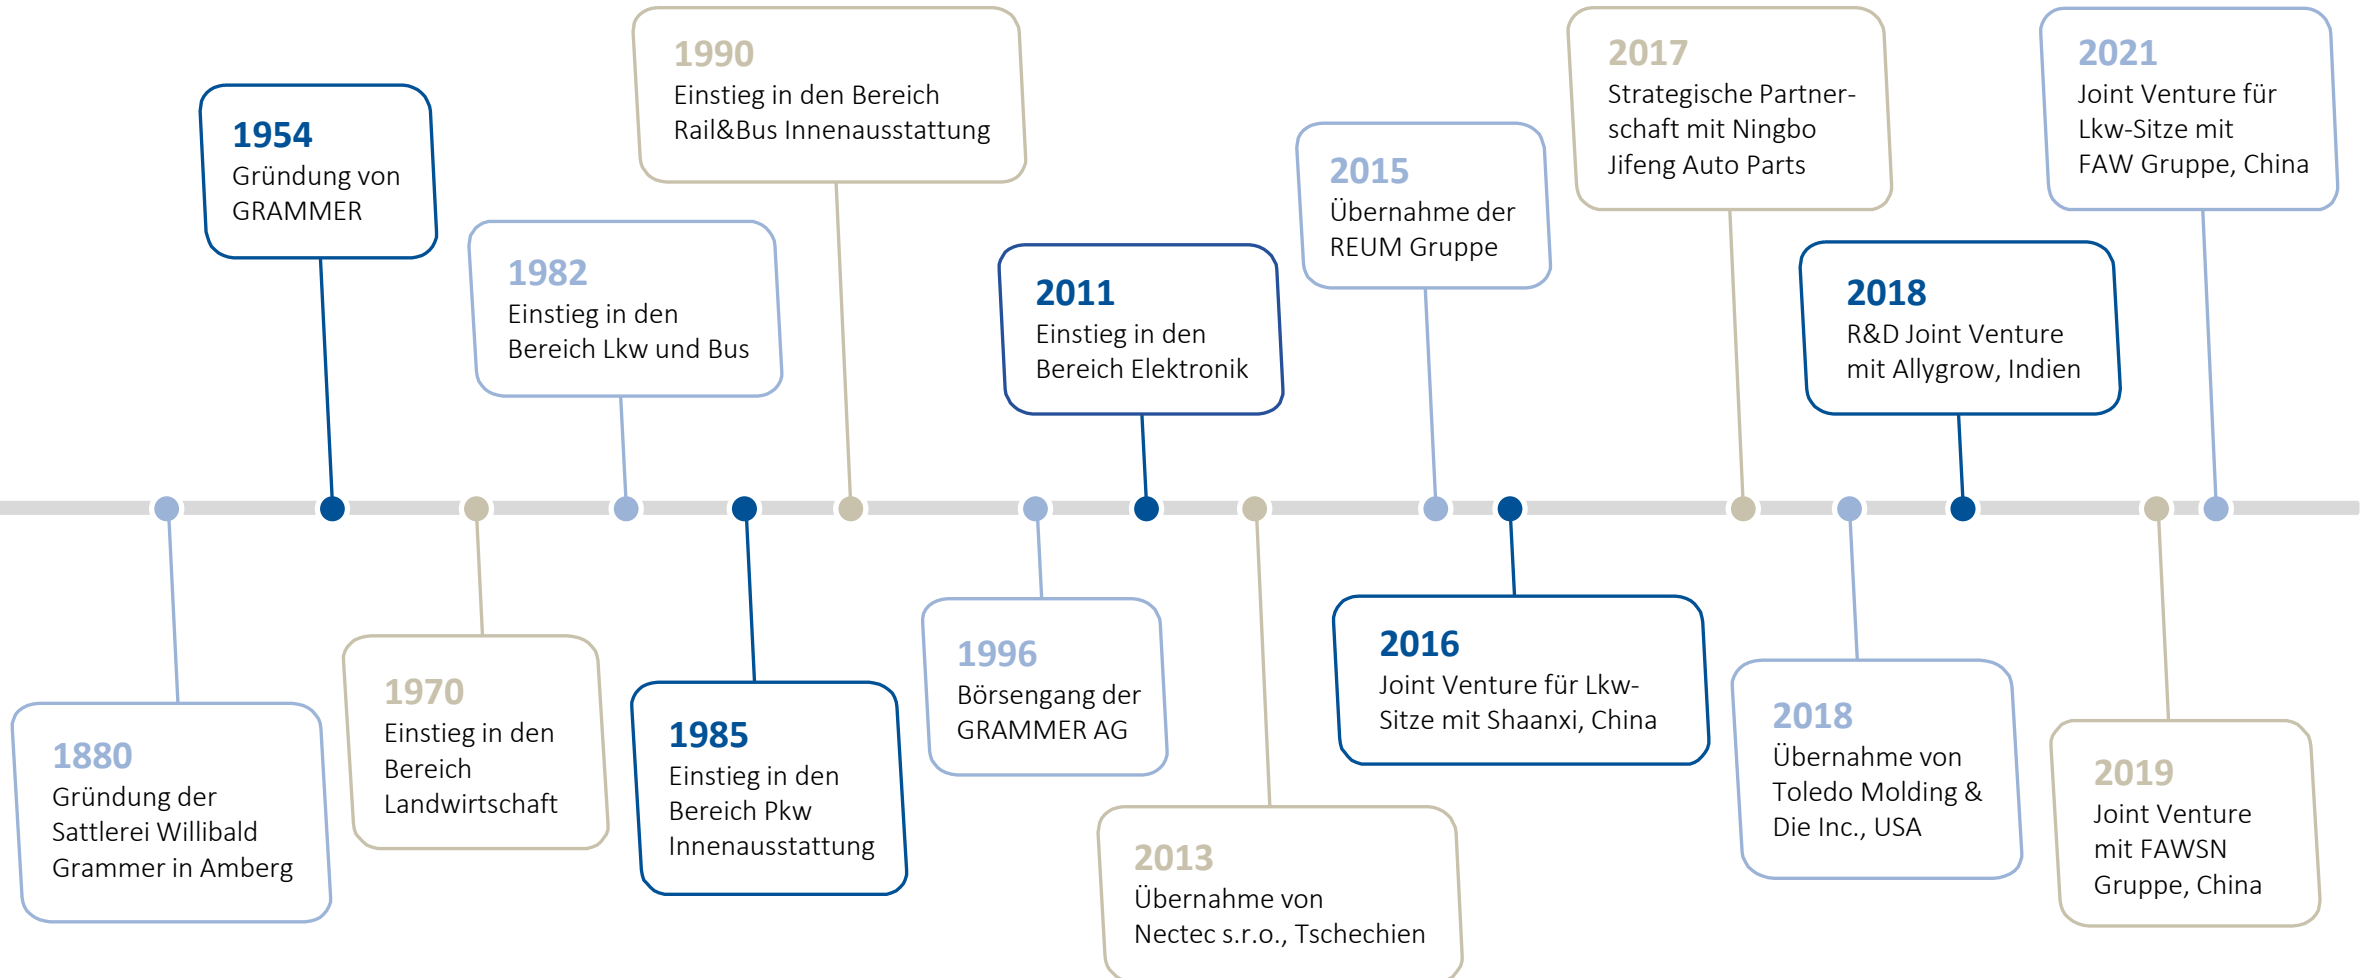 1880
Gründung der
Sattlerei Willibald
Grammer in Amberg
1954
Gründung von
GRAMMER
1970
Einstieg in den
Bereich
Landwirtschaft
1982
Einstieg in den
Bereich Lkw und Bus
1985
Einstieg in den
Bereich Pkw
Innenausstattung
1990
Einstieg in den Bereich
Rail&Bus Innenausstattung
1996
Börsengang der
GRAMMER AG
2011
Einstieg in den
Bereich Elektronik
2013
Übernahme von
Nectec s.r.o., Tschechien
2015
Übernahme der
REUM Gruppe
2016
Joint Venture für Lkw-
Sitze mit Shaanxi, China
2017
Strategische Partner-
schaft mit Ningbo
Jifeng Auto Parts
2018
Übernahme von
Toledo Molding &
Die Inc., USA
2018
R&D Joint Venture
mit Allygrow, Indien
2019
Joint Venture
mit FAWSN
Gruppe, China
2021
Joint Venture für
Lkw-Sitze mit
FAW Gruppe, China